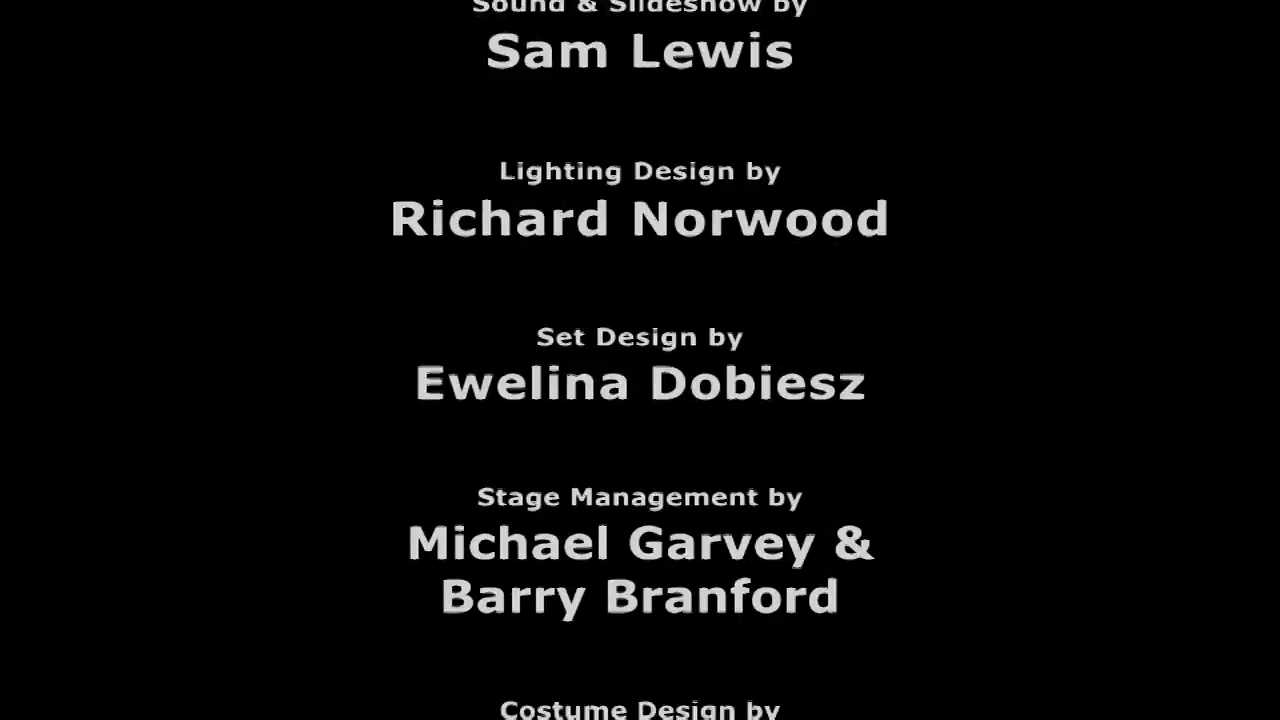 Sound & Slideshow by
Sam Lewis
Lighting Design by
Richard Norwood
Set Design by
Ewelina Dobiesz
Stage Management by
Michael Garvey &
Barry Branford
Costume Design by